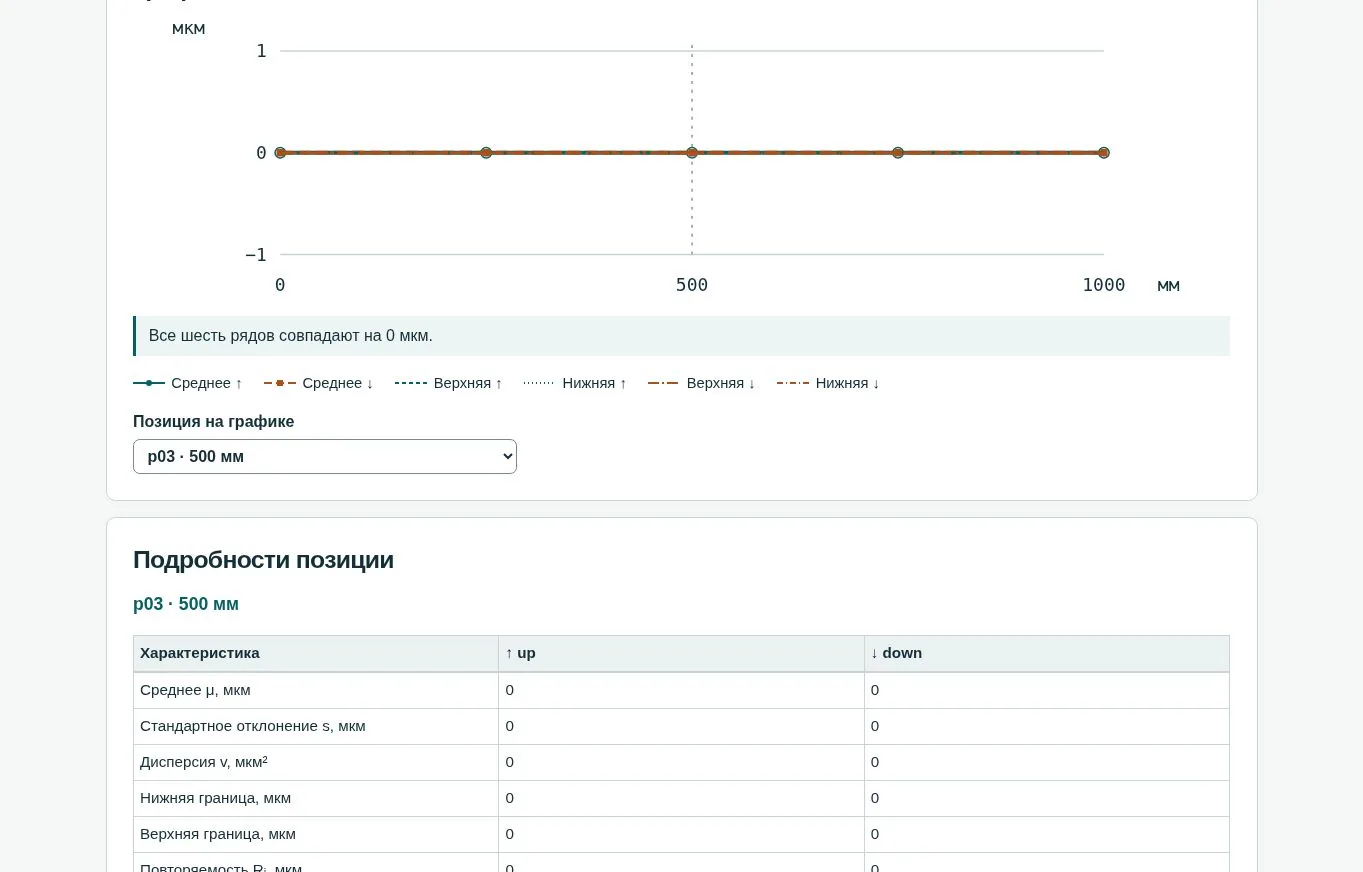 мкм
1
0
−1
0 500 1000 мм
Все шесть рядов совпадают на 0 мкм.
Среднее ↑ Среднее ↓ Верхняя ↑ Нижняя ↑ Верхняя ↓ Нижняя ↓
Позиция на графике
p03 · 500 мм
Подробности позиции
p03 · 500 мм
Характеристика ↑ up ↓ down
Среднее μ, мкм 0 0
Стандартное отклонение s, мкм 0 0
Дисперсия v, мкм² 0 0
Нижняя граница, мкм 0 0
Верхняя граница, мкм 0 0
Повторяемость Rᵢ, мкм 0 0